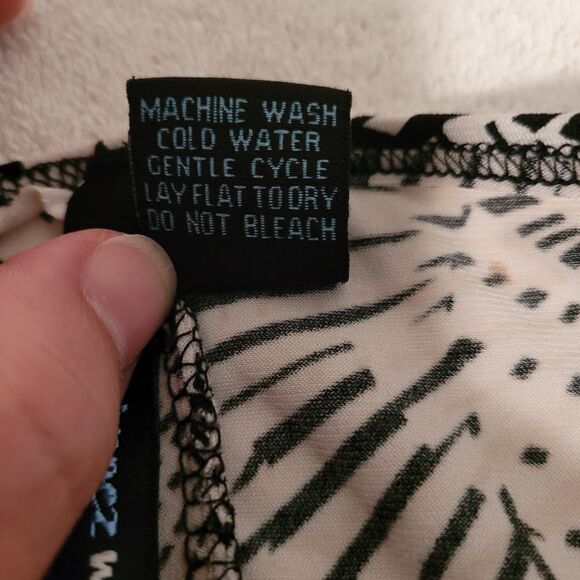 MACHINE WASH
COLD WATER
GENTLE CYCLE
LAY FLAT TO DRY
DO NOT BLEACH